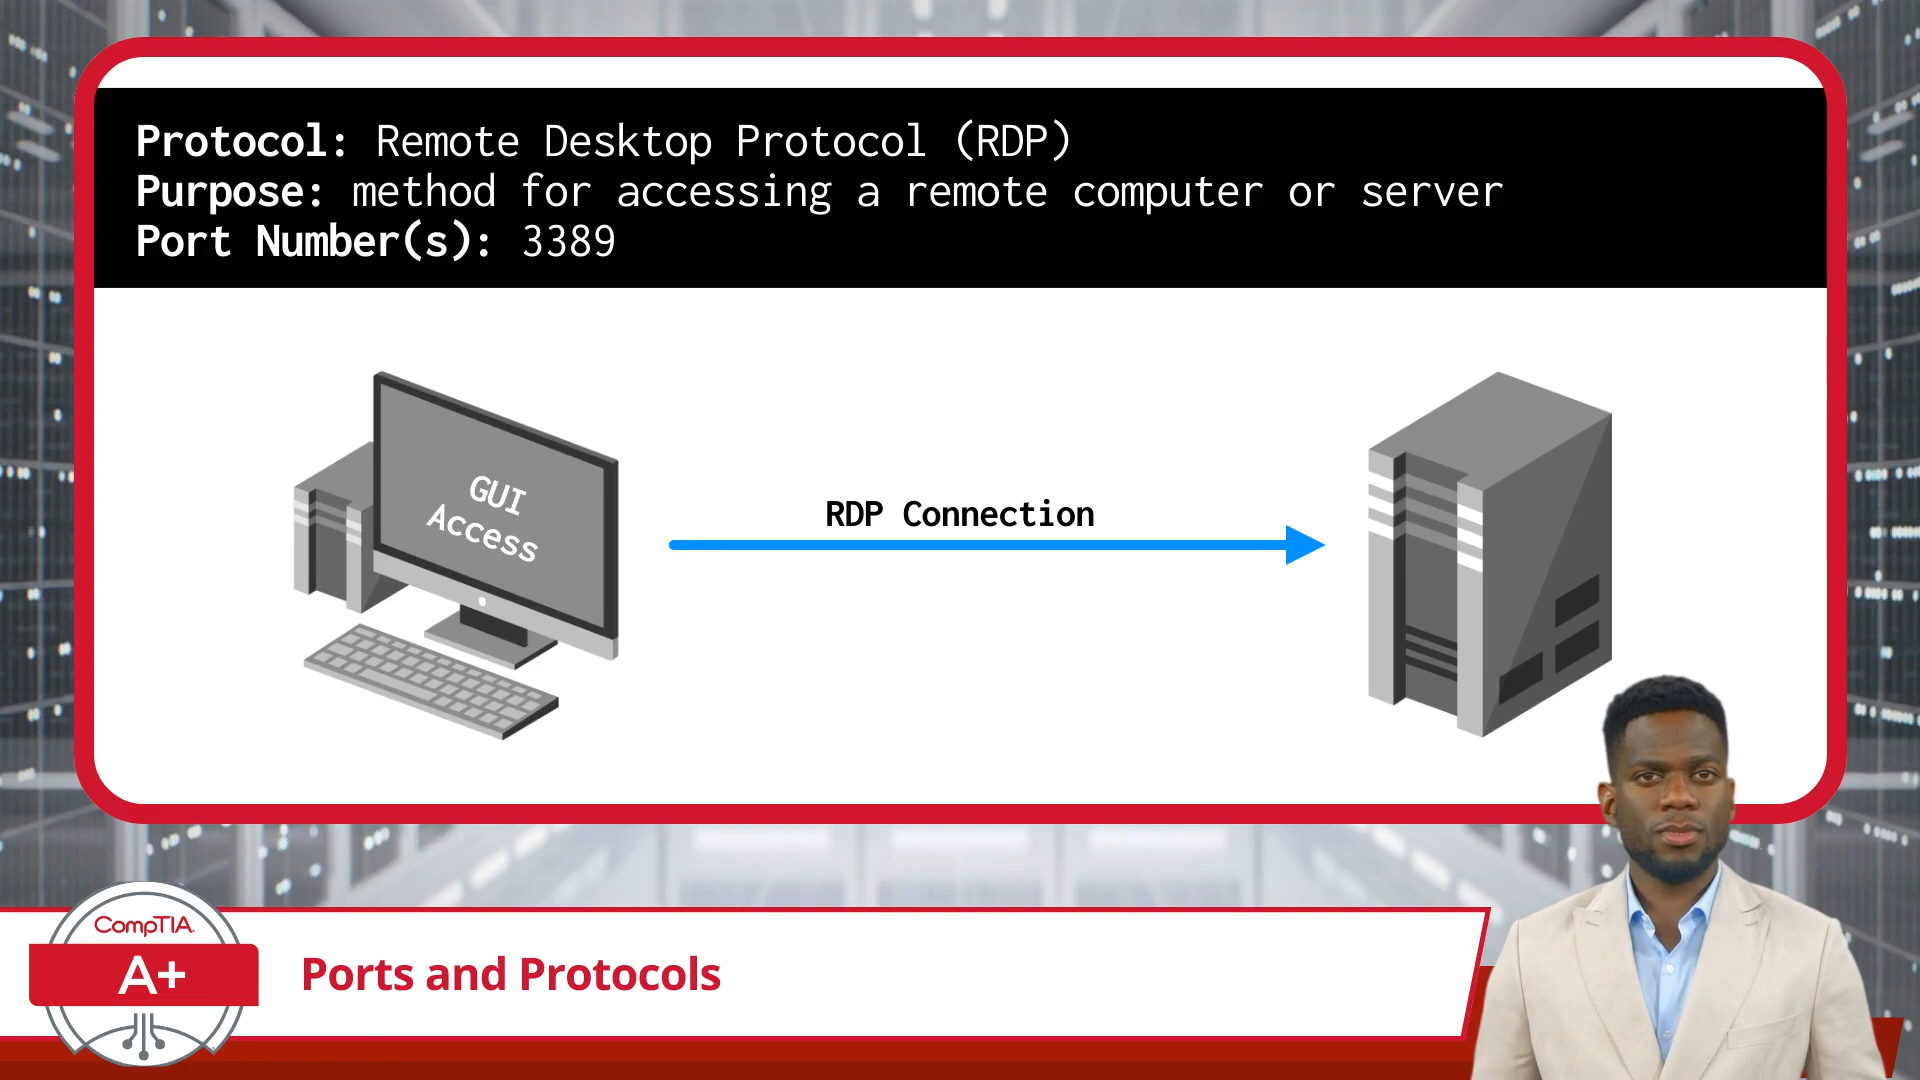 Protocol: Remote Desktop Protocol (RDP)
Purpose: method for accessing a remote computer or server
Port Number(s): 3389
GUI
Access
RDP Connection
CompTIA.
A+
Ports and Protocols